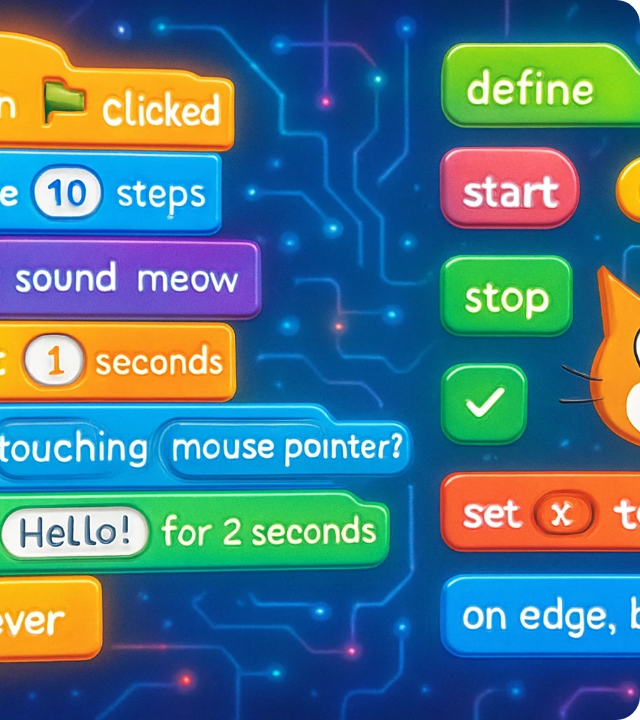 n clicked
e 10 steps
sound meow
t 1 seconds
touching mouse pointer?
Hello! for 2 seconds
ever
define
start
stop
set x t
on edge, b